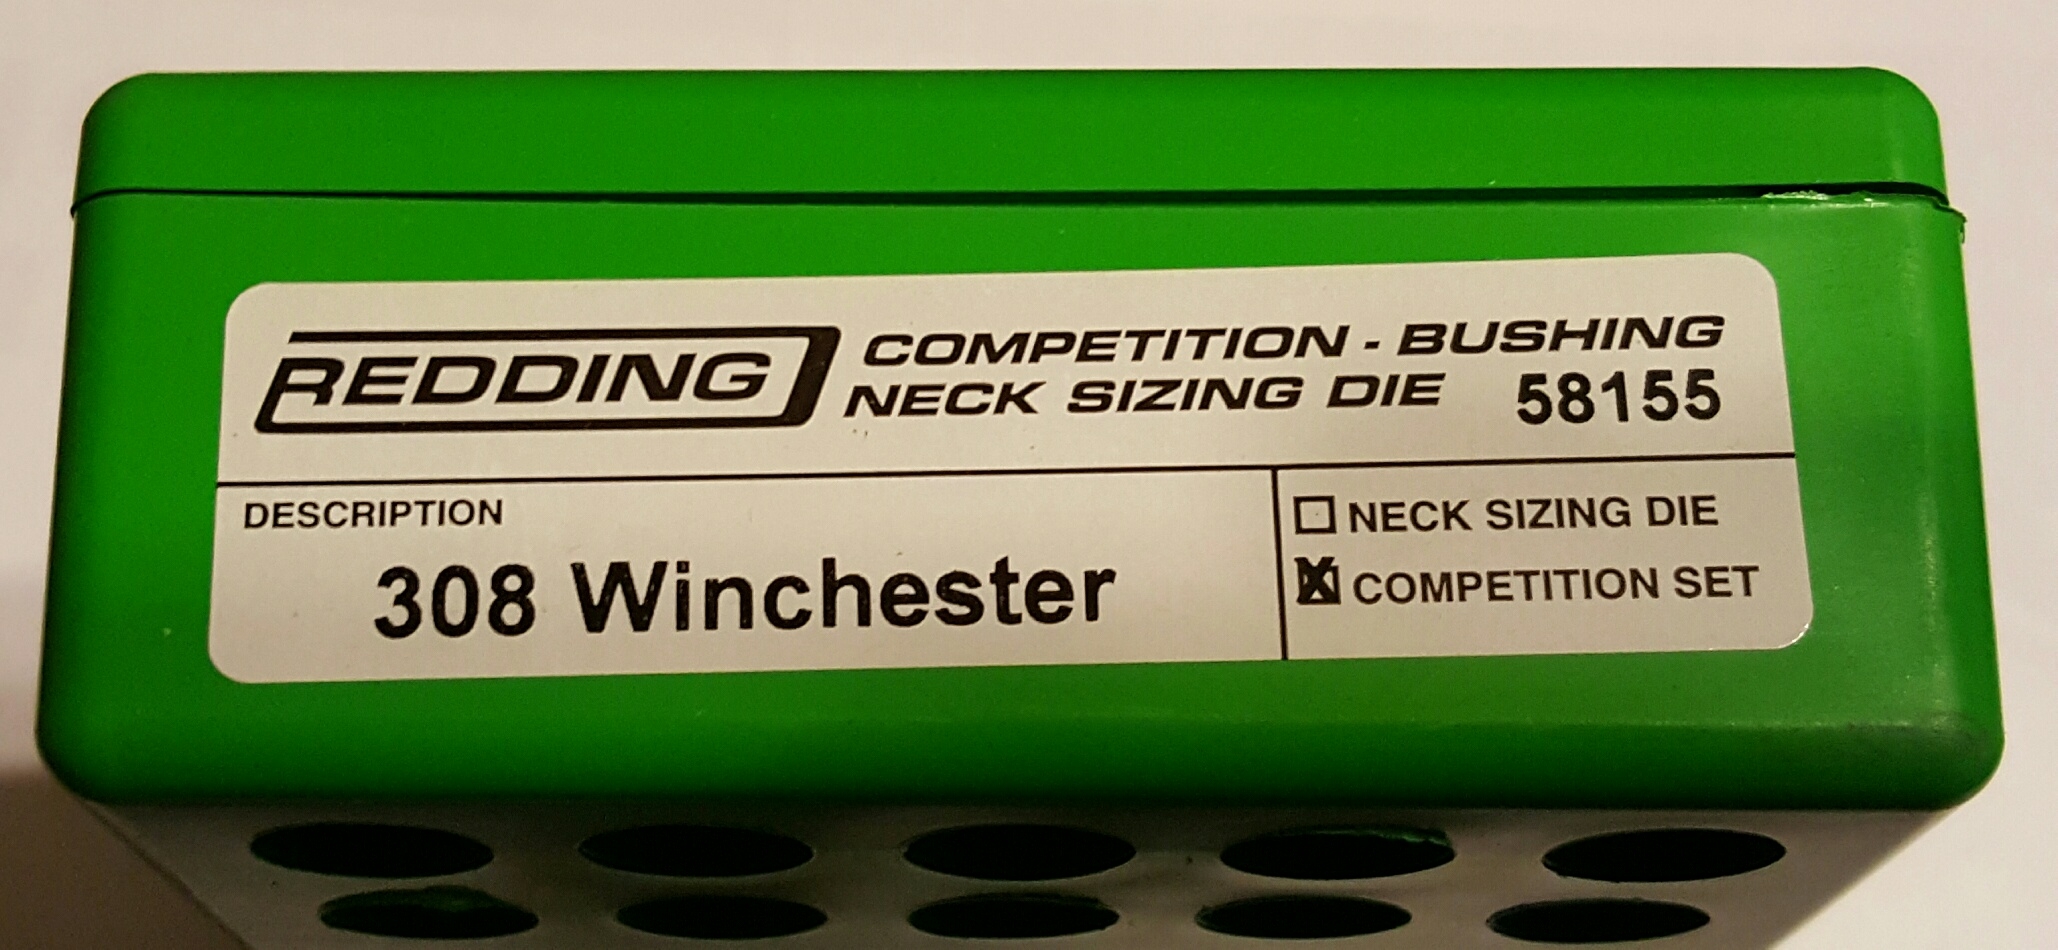 REDDING
COMPETITION - BUSHING
NECK SIZING DIE 58155
DESCRIPTION
308 Winchester
NECK SIZING DIE
X COMPETITION SET